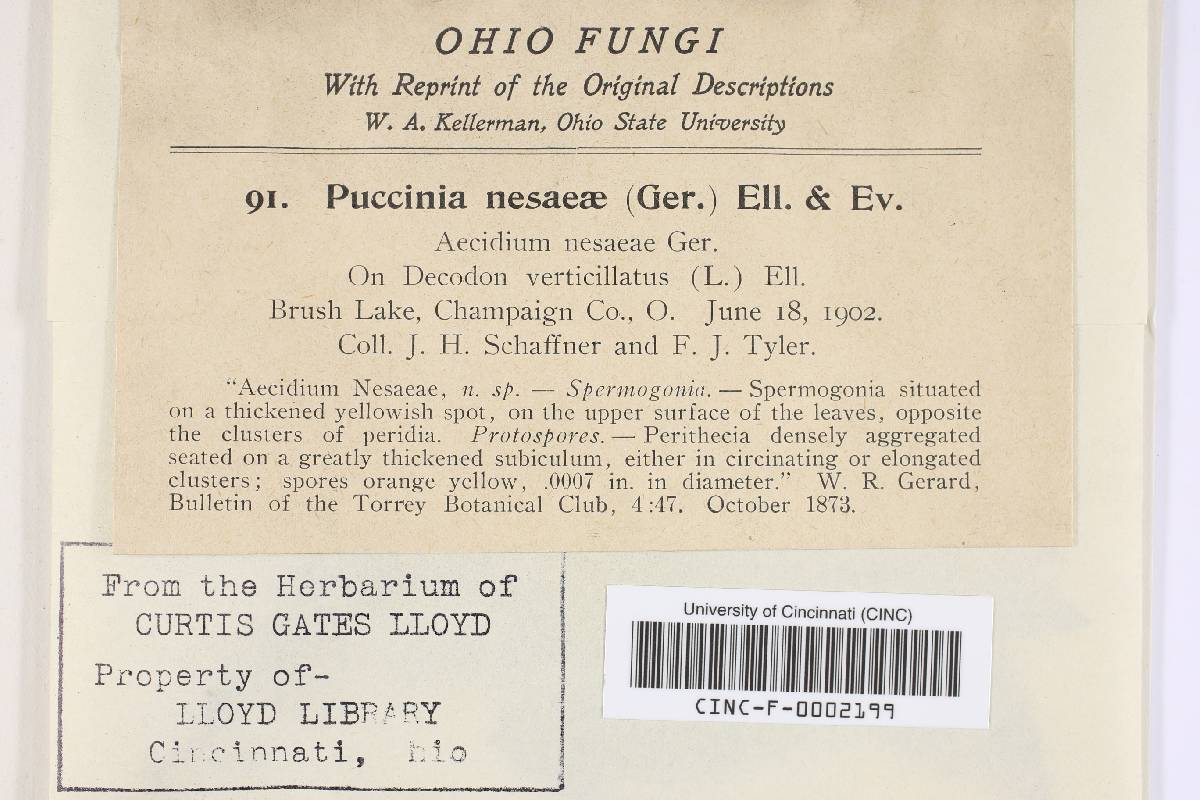 OHIO FUNGI
With Reprint of the Original Descriptions
W. A. Kellerman, Ohio State University
91. Puccinia nesaeæ (Ger.) Ell. & Ev.
Aecidium nesaeae Ger.
On Decodon verticillatus (L.) Ell.
Brush Lake, Champaign Co., O. June 18, 1902.
Coll. J. H. Schaffner and F. J. Tyler.
“Aecidium Nesaeae, n. sp. — Spermogonia. — Spermogonia situated
on a thickened yellowish spot, on the upper surface of the leaves, opposite
the clusters of peridia. Protospores. — Perithecia densely aggregated
seated on a greatly thickened subiculum, either in circinating or elongated
clusters; spores orange yellow, .0007 in. in diameter.” W. R. Gerard,
Bulletin of the Torrey Botanical Club, 4:47. October 1873.
From the Herbarium of
CURTIS GATES LLOYD
Property of-
LLOYD LIBRARY
Cincinnati, hio
University of Cincinnati (CINC)
CINC-F-0002199